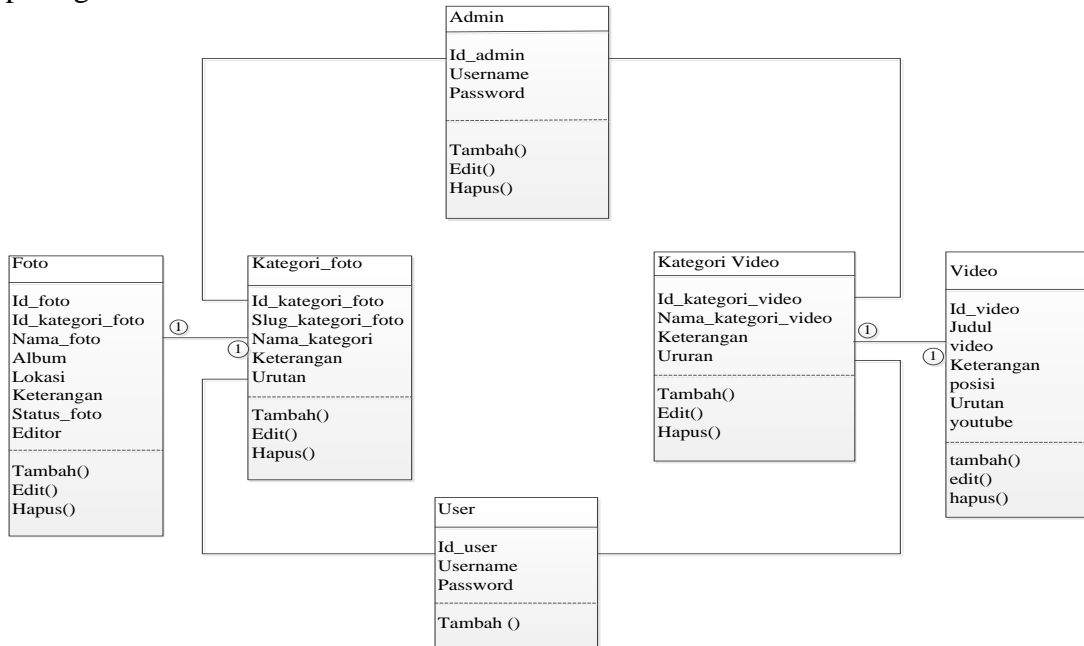 Admin
Id_admin
Username
Password
Tambah()
Edit()
Hapus()
Foto
Id_foto
Id_kategori_foto
Nama_foto
Album
Lokasi
Keterangan
Status_foto
Editor
Tambah()
Edit()
Hapus()
1
1
Kategori_foto
Id_kategori_foto
Slug_kategori_foto
Nama_kategori
Keterangan
Urutan
Tambah()
Edit()
Hapus()
Kategori Video
Id_kategori_video
Nama_kategori_video
Keterangan
Ururan
Tambah()
Edit()
Hapus()
1
1
Video
Id_video
Judul
video
Keterangan
posisi
Urutan
youtube
tambah()
edit()
hapus()
User
Id_user
Username
Password
Tambah ()